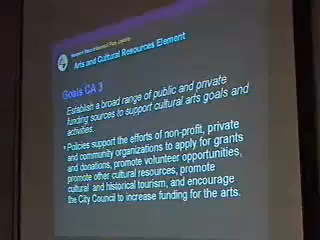 Arts and Cultural Resources Element
Goals CA 3
Establish a broad range of public and private
funding sources to support cultural arts goals and
activities.
• Policies support the efforts of non-profit, private
and community organizations to apply for grants
and donations, promote volunteer opportunities,
promote other cultural resources, promote
cultural and historical tourism, and encourage
the City Council to increase funding for the arts.